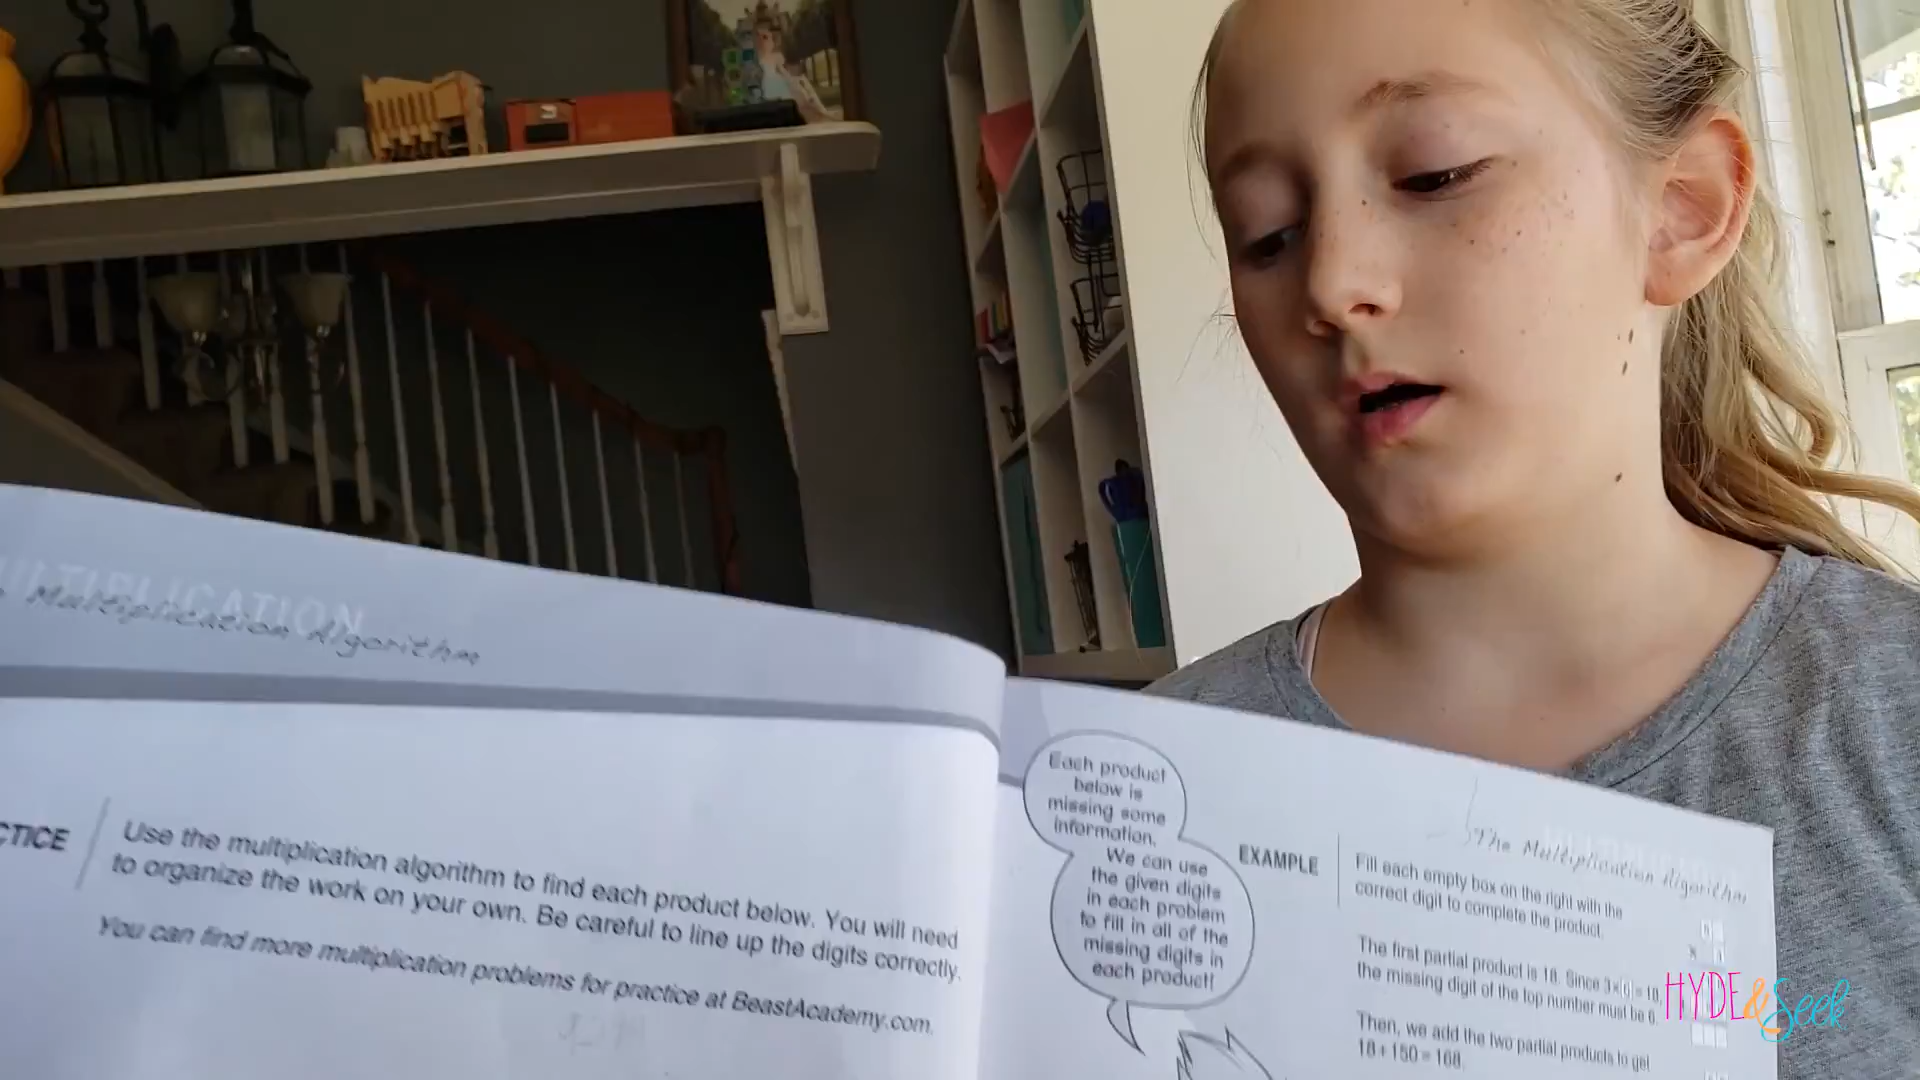 MULTIPLICATION
Multiplication Algorithm
CTICE
Use the multiplication algorithm to find each product below. You will need
to organize the work on your own. Be careful to line up the digits correctly.
You can find more multiplication problems for practice at BeastAcademy.com.
Each product
below is
missing some
information.
We can use
the given digits
in each problem
to fill in all of the
missing digits in
each product!
The Multiplication Algorithm
EXAMPLE
Fill each empty box on the right with the
correct digit to complete the product.
The first partial product is 18. Since 3×[6]=18,
the missing digit of the top number must be 6.
Then, we add the two partial products to get
18+150=168.
HYDE&Seek